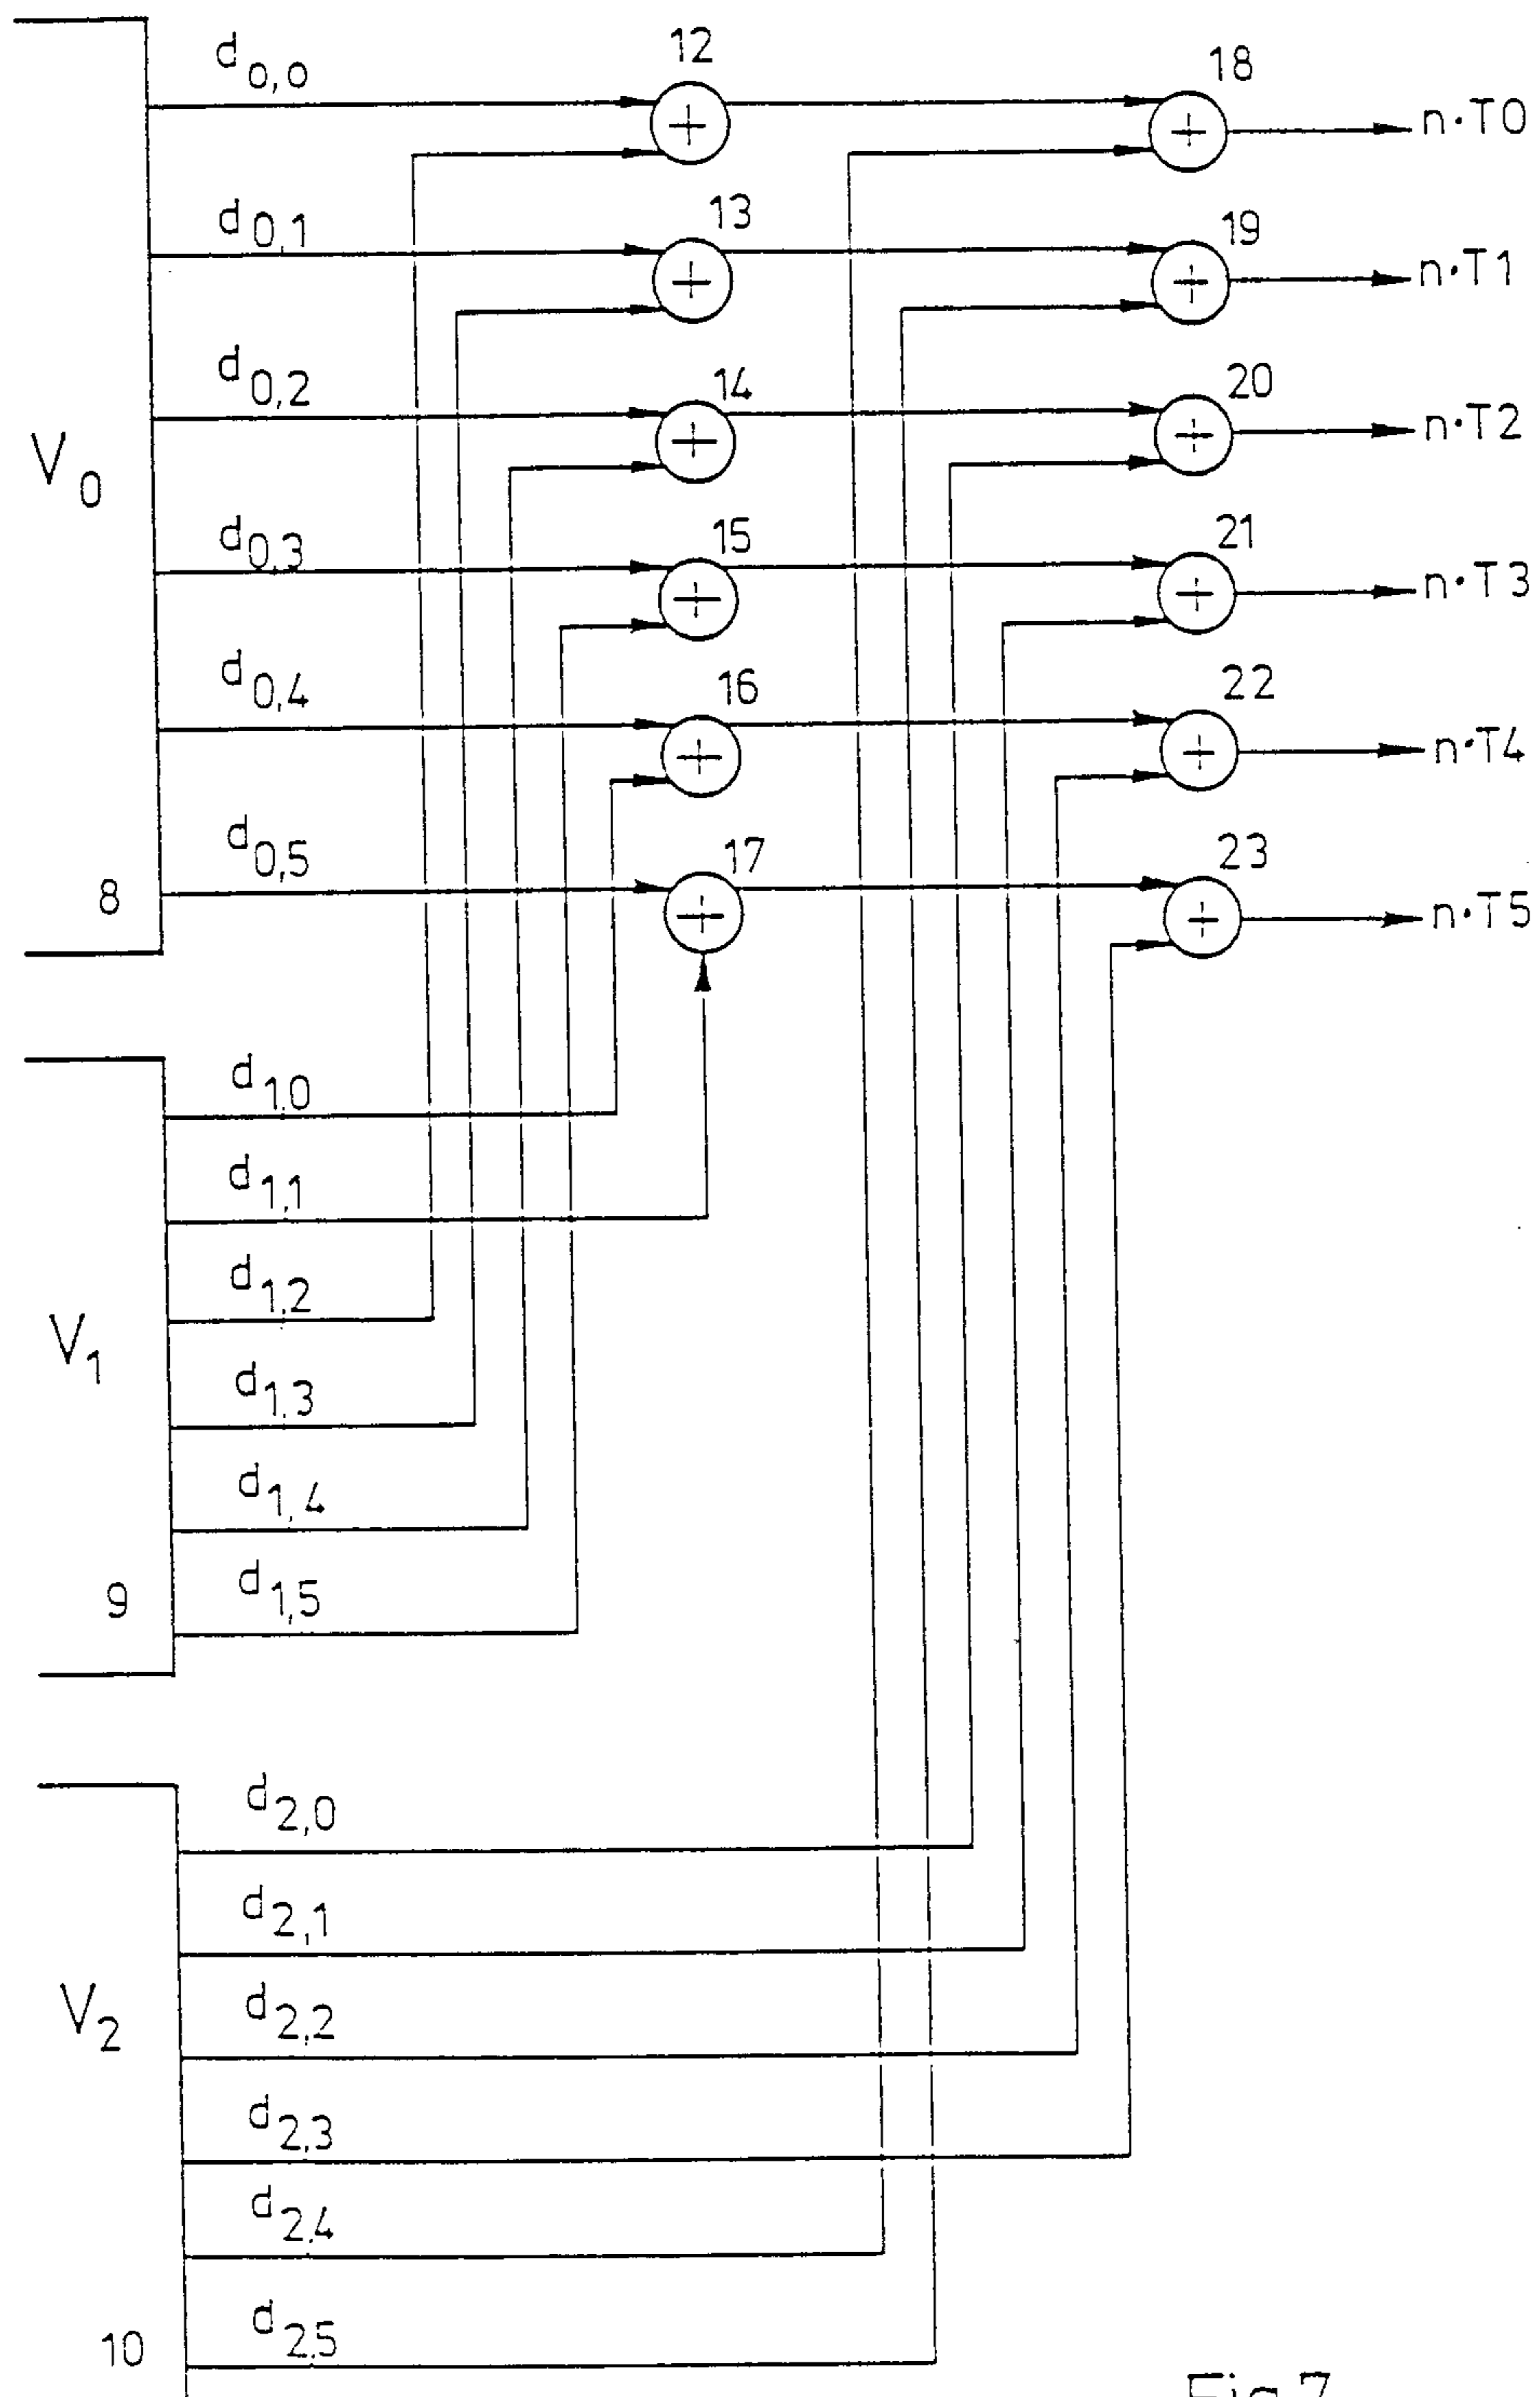 d0,0
12
18
n·T0
d0,1
13
19
n·T1
d0,2
14
20
n·T2
V0
d0,3
15
21
n·T3
d0,4
16
22
n·T4
d0,5
17
23
n·T5
8
d1,0
d1,1
d1,2
V1
d1,3
d1,4
d1,5
9
d2,0
d2,1
V2
d2,2
d2,3
d2,4
d2,5
10
Fig.7